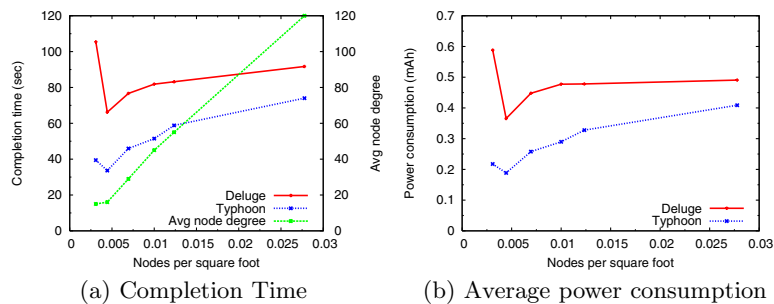 120
100
80
60
40
20
0
Completion time (sec)
120
100
80
60
40
20
0
Avg node degree
Deluge
Typhoon
Avg node degree
0 0.005 0.01 0.015 0.02 0.025 0.03
Nodes per square foot
(a) Completion Time
0.7
0.6
0.5
0.4
0.3
0.2
0.1
0
Power consumption (mAh)
Deluge
Typhoon
0 0.005 0.01 0.015 0.02 0.025 0.03
Nodes per square foot
(b) Average power consumption